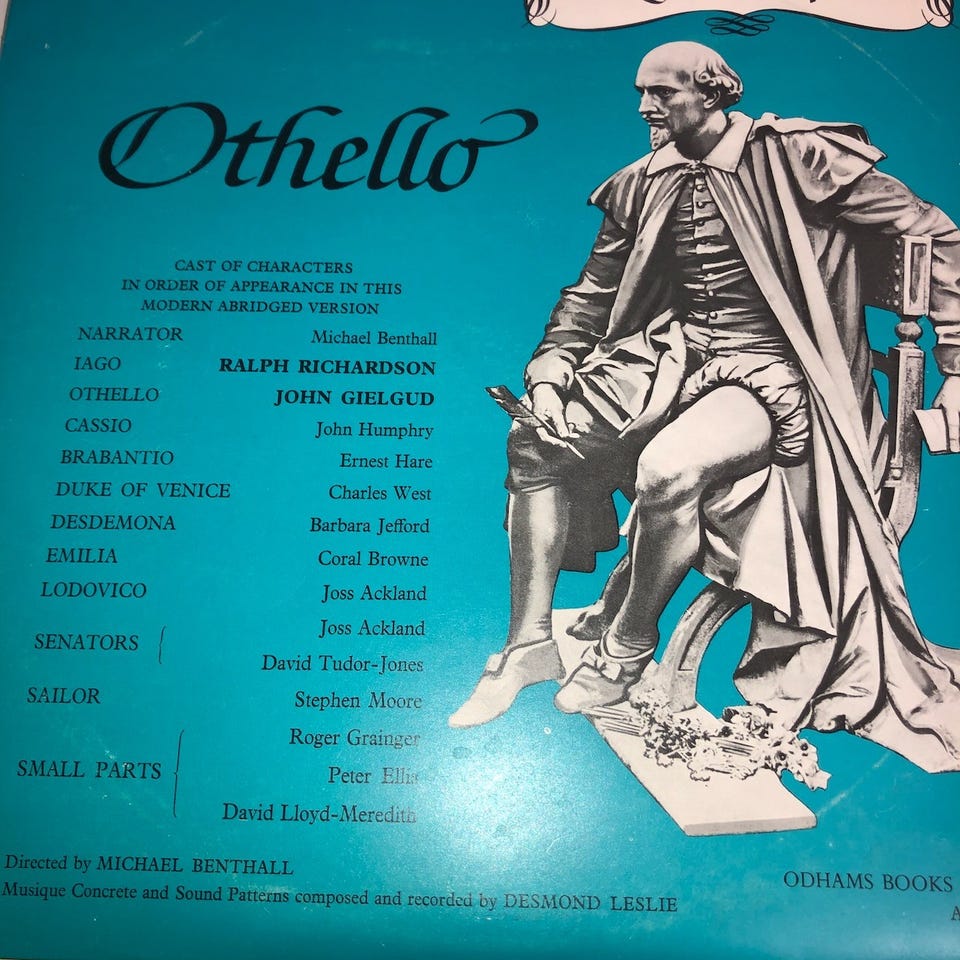 Othello
CAST OF CHARACTERS
IN ORDER OF APPEARANCE IN THIS
MODERN ABRIDGED VERSION
NARRATOR Michael Benthall
IAGO RALPH RICHARDSON
OTHELLO JOHN GIELGUD
CASSIO John Humphry
BRABANTIO Ernest Hare
DUKE OF VENICE Charles West
DESDEMONA Barbara Jefford
EMILIA Coral Browne
LODOVICO Joss Ackland
SENATORS { Joss Ackland
David Tudor-Jones
SAILOR Stephen Moore
Roger Grainger
SMALL PARTS { Peter Ellis
David Lloyd-Meredith
Directed by MICHAEL BENTHALL
Musique Concrete and Sound Patterns composed and recorded by DESMOND LESLIE
ODHAMS BOOKS
A